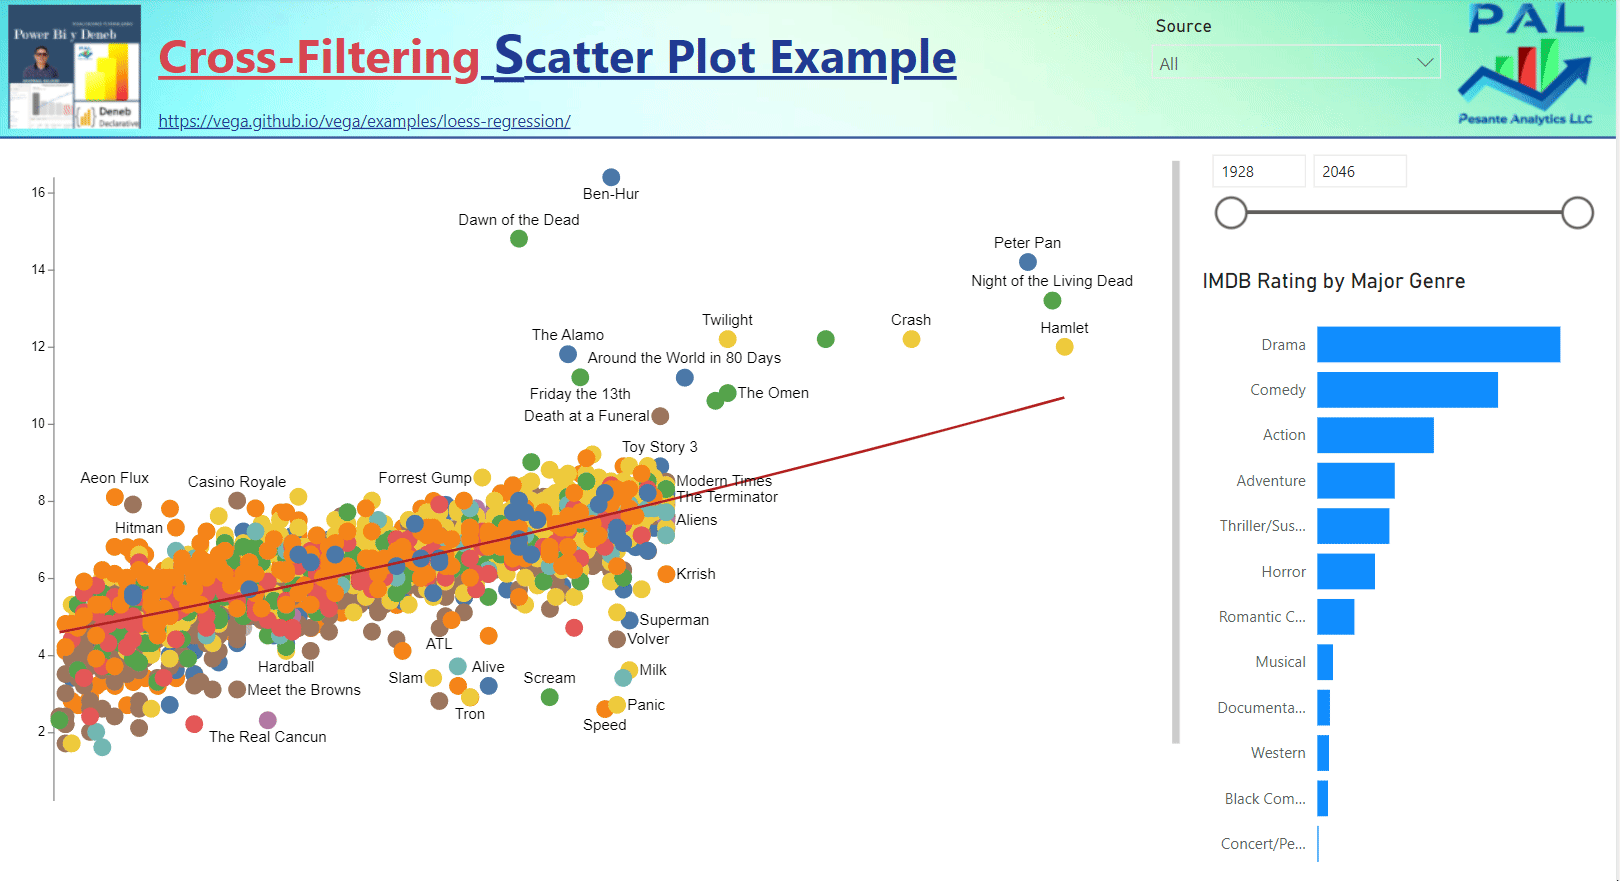 Power Bi y Deneb
Deneb
Declarative
Cross-Filtering Scatter Plot Example
https://vega.github.io/vega/examples/loess-regression/
Source
All
PAL
Pesante Analytics LLC
1928
2046
IMDB Rating by Major Genre
Drama
Comedy
Action
Adventure
Thriller/Sus...
Horror
Romantic C...
Musical
Documenta...
Western
Black Com...
Concert/Pe...
16
14
12
10
8
6
4
2
Ben-Hur
Dawn of the Dead
Peter Pan
Night of the Living Dead
Twilight
Crash
Hamlet
The Alamo
Around the World in 80 Days
Friday the 13th
The Omen
Death at a Funeral
Toy Story 3
Aeon Flux
Casino Royale
Forrest Gump
Modern Times
The Terminator
Hitman
Aliens
Krrish
Superman
Volver
ATL
Hardball
Alive
Milk
Slam
Scream
Meet the Browns
Panic
Tron
Speed
The Real Cancun